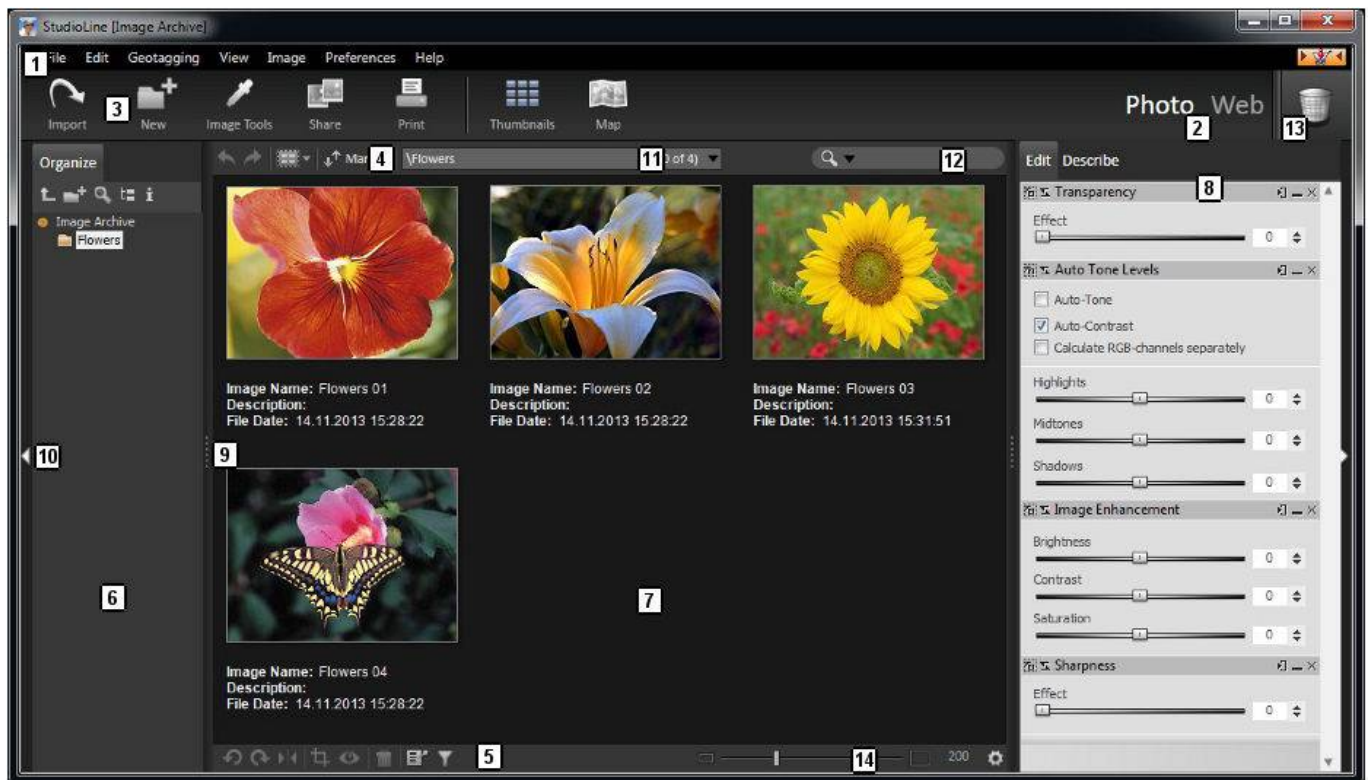 StudioLine [Image Archive]
1 File Edit Geotagging View Image Preferences Help
3
Import New Image Tools Share Print Thumbnails Map
Photo Web
2
13
Organize
4
\Flowers
11
of 4)
12
Edit Describe
8
Image Archive
Flowers
Transparency
Effect
0
Auto Tone Levels
Auto-Tone
Auto-Contrast
Calculate RGB-channels separately
Highlights
0
Midtones
0
Shadows
0
Image Enhancement
Brightness
0
Contrast
0
Saturation
0
Sharpness
Effect
0
Image Name: Flowers 01
Description:
File Date: 14.11.2013 15:28:22
Image Name: Flowers 02
Description:
File Date: 14.11.2013 15:28:22
Image Name: Flowers 03
Description:
File Date: 14.11.2013 15:31:51
10
9
6
7
Image Name: Flowers 04
Description:
File Date: 14.11.2013 15:28:22
5
14
200